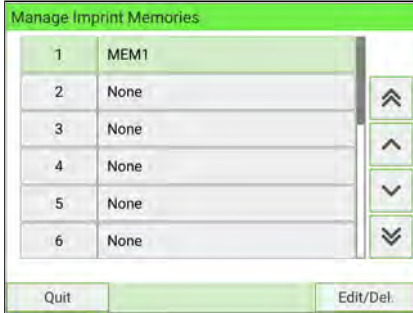 Manage Imprint Memories
1 MEM1
2 None
3 None
4 None
5 None
6 None
Quit Edit/Del.